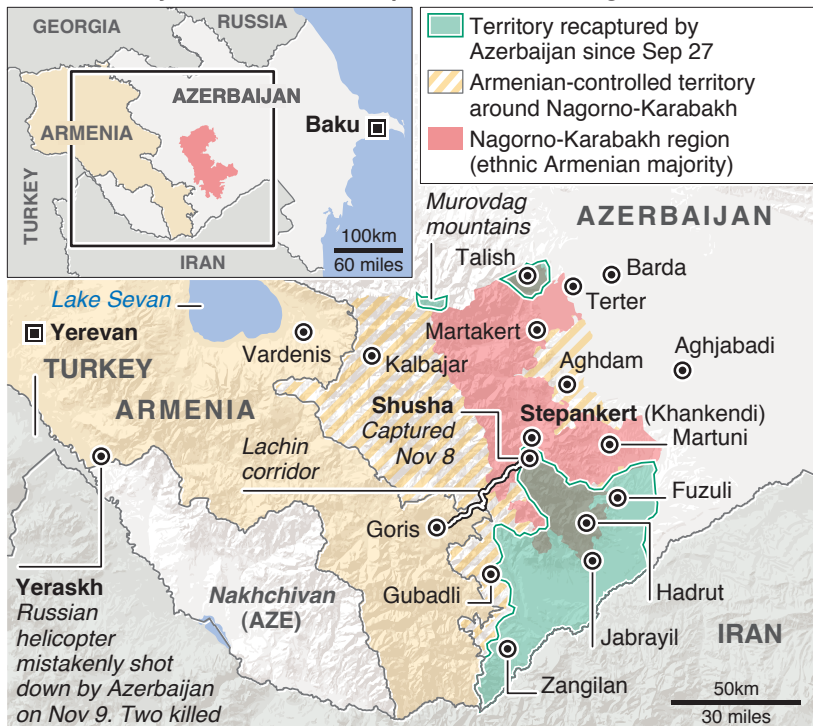 GEORGIA
RUSSIA
AZERBAIJAN
ARMENIA
Baku
TURKEY
IRAN
100km
60 miles
Territory recaptured by
Azerbaijan since Sep 27
Armenian-controlled territory
around Nagorno-Karabakh
Nagorno-Karabakh region
(ethnic Armenian majority)
Murovdag
mountains
AZERBAIJAN
Talish
Barda
Terter
Lake Sevan
Yerevan
Vardenis
Martakert
Kalbajar
Aghdam
Aghjabadi
TURKEY
ARMENIA
Shusha
Captured
Nov 8
Stepankert (Khankendi)
Martuni
Lachin
corridor
Fuzuli
Goris
Yeraskh
Russian
helicopter
mistakenly shot
down by Azerbaijan
on Nov 9. Two killed
Nakhchivan
(AZE)
Gubadli
Hadrut
Jabrayil
IRAN
Zangilan
50km
30 miles